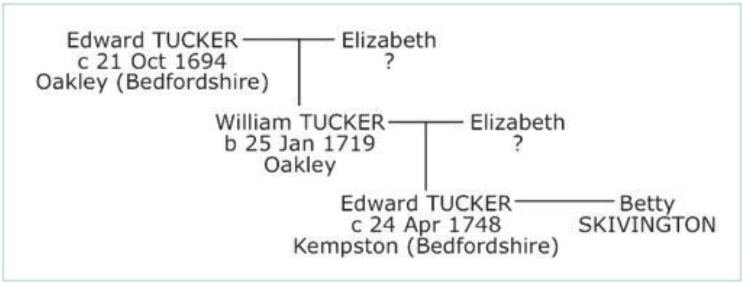 Edward TUCKER Elizabeth
c 21 Oct 1694 ?
Oakley (Bedfordshire)
William TUCKER Elizabeth
b 25 Jan 1719 ?
Oakley
Edward TUCKER Betty
c 24 Apr 1748 SKIVINGTON
Kempston (Bedfordshire)